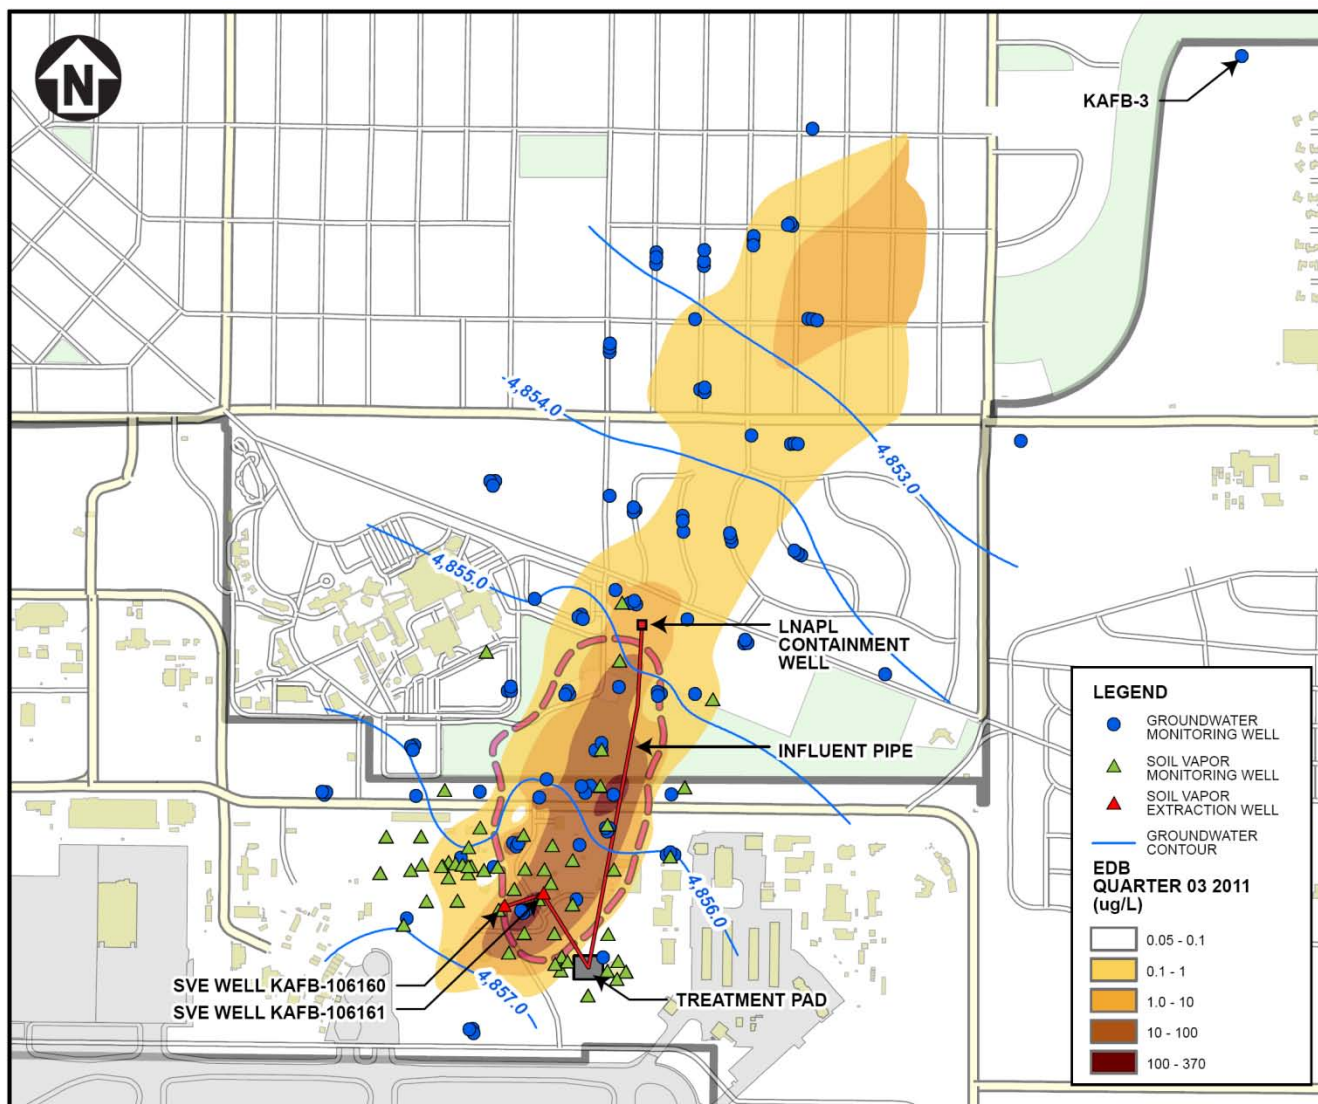 N
KAFB-3
4,854.0
4,853.0
4,855.0
LNAPL
CONTAINMENT
WELL
INFLUENT PIPE
4,856.0
4,857.0
SVE WELL KAFB-106160
SVE WELL KAFB-106161
TREATMENT PAD
LEGEND
GROUNDWATER
MONITORING WELL
SOIL VAPOR
MONITORING WELL
SOIL VAPOR
EXTRACTION WELL
GROUNDWATER
CONTOUR
EDB
QUARTER 03 2011
(ug/L)
0.05 - 0.1
0.1 - 1
1.0 - 10
10 - 100
100 - 370